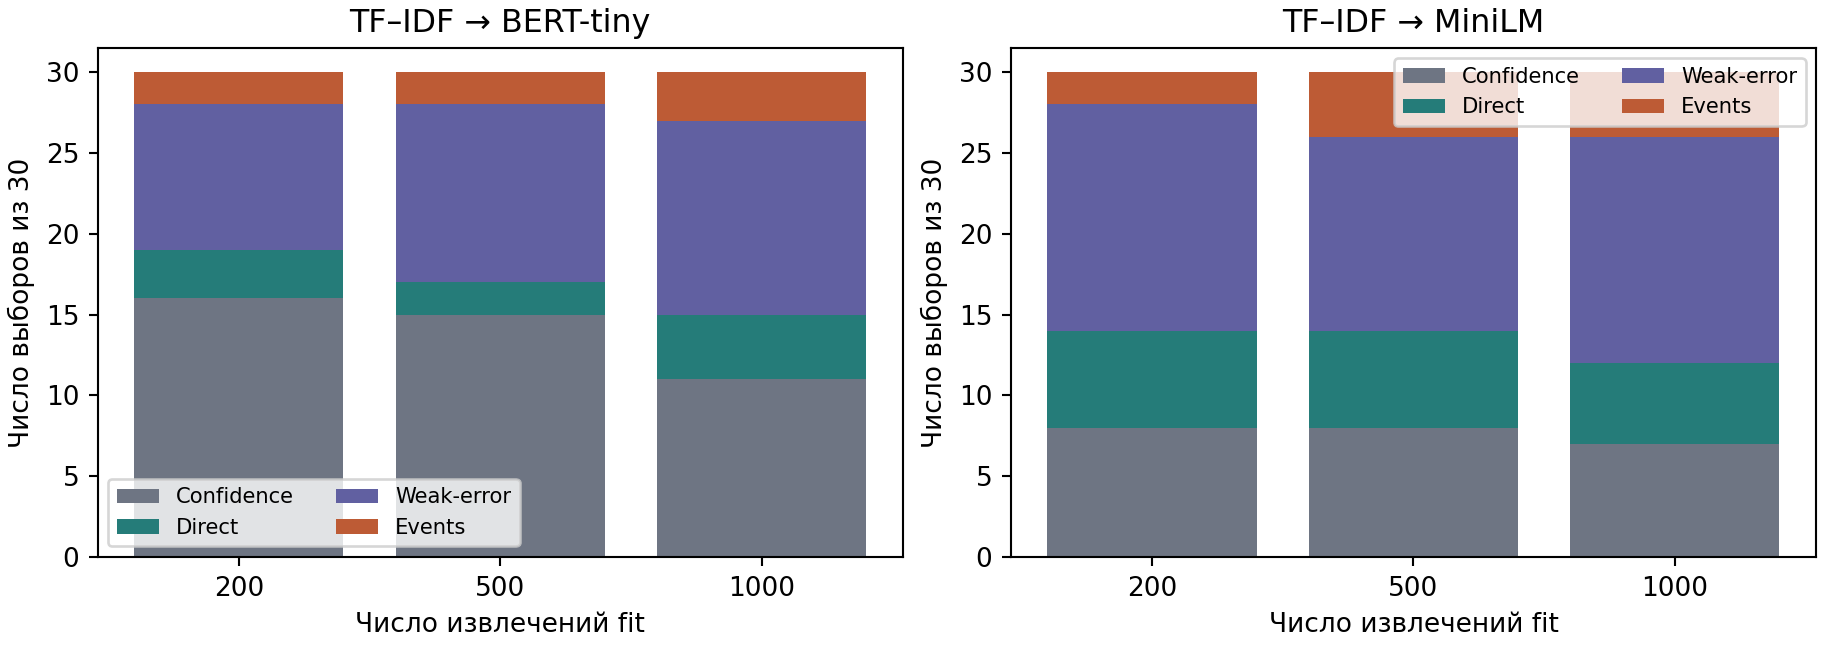 TF–IDF → BERT-tiny
Число выборов из 30
30
25
20
15
10
5
0
Confidence
Direct
Weak-error
Events
200
500
1000
Число извлечений fit
TF–IDF → MiniLM
Число выборов из 30
30
25
20
15
10
5
0
Confidence
Direct
Weak-error
Events
200
500
1000
Число извлечений fit